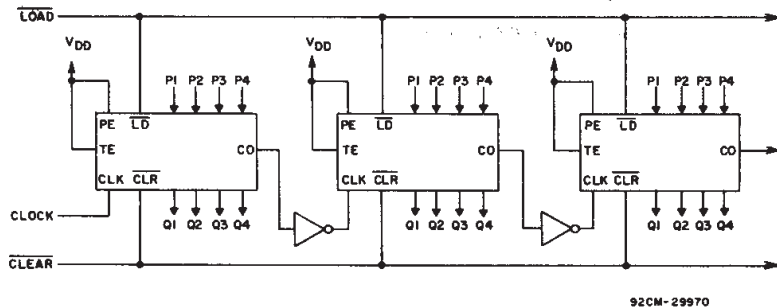 LOAD
VDD VDD VDD
P1 P2 P3 P4 P1 P2 P3 P4 P1 P2 P3 P4
PE LD PE LD PE LD
TE CO TE CO TE CO
CLK CLR CLK CLR CLK CLR
CLOCK
Q1 Q2 Q3 Q4 Q1 Q2 Q3 Q4 Q1 Q2 Q3 Q4
CLEAR
92CM-29970